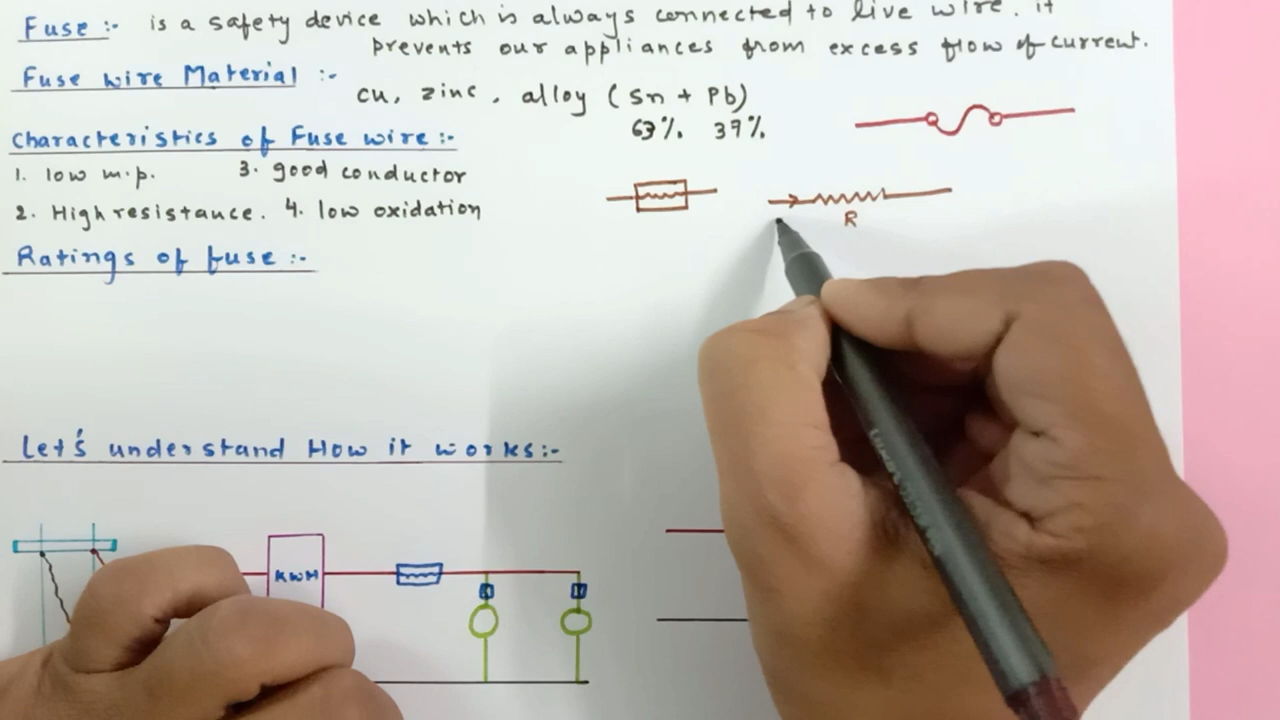 Fuse :- is a safety device which is always connected to live wire. it
prevents our appliances from excess flow of current.
Fuse wire Material :-
cu, zinc, alloy (Sn + Pb)
63% 37%
Characteristics of Fuse wire :-
1. low m.p. 3. good conductor
2. High resistance. 4. low oxidation
R
Ratings of fuse :-
Let's understand How it works :-
KWM